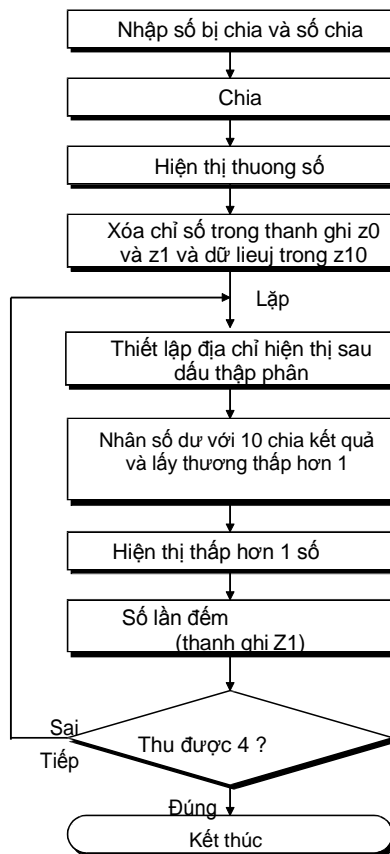 Nhập số bị chia và số chia
Chia
Hiện thị thuong số
Xóa chỉ số trong thanh ghi z0
và z1 và dữ lieuj trong z10
Lặp
Thiết lập địa chỉ hiện thị sau
dấu thập phân
Nhân số dư với 10 chia kết quả
và lấy thương thấp hơn 1
Hiện thị thấp hơn 1 số
Số lần đếm
(thanh ghi Z1)
Sai
Thu được 4 ?
Tiếp
Đúng
Kết thúc